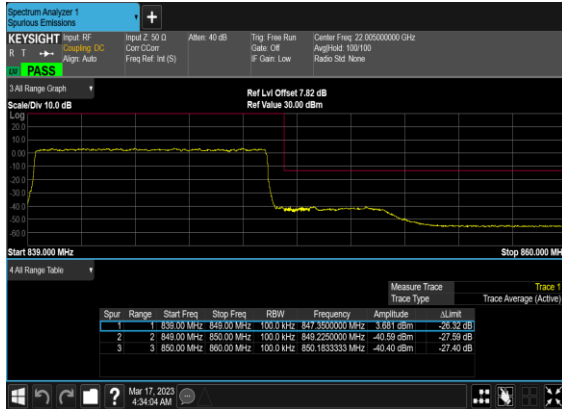 Spectrum Analyzer 1
Spurious Emissions
KEYSIGHT
R T
Input: RF
Coupling: DC
Align: Auto
Input Z: 50 Ω
Corr CCorr
Freq Ref: Int (S)
Atten: 40 dB
Trig: Free Run
Gate: Off
IF Gain: Low
Center Freq: 22.005000000 GHz
Avg|Hold: 100/100
Radio Std: None
PASS
3 All Range Graph
Scale/Div 10.0 dB
Ref Lvl Offset 7.82 dB
Ref Value 30.00 dBm
Log
20.0
10.0
0.00
-10.0
-20.0
-30.0
-40.0
-50.0
-60.0
Start 839.000 MHz
Stop 860.000 MH
4 All Range Table
Measure Trace Trace 1
Trace Type Trace Average (Active)
Spur Range Start Freq Stop Freq RBW Frequency Amplitude ΔLimit
1 1 839.00 MHz 849.00 MHz 100.0 kHz 847.3500000 MHz 3.681 dBm -26.32 dB
2 2 849.00 MHz 850.00 MHz 100.0 kHz 849.2250000 MHz -40.59 dBm -27.59 dB
3 3 850.00 MHz 860.00 MHz 100.0 kHz 850.1833333 MHz -40.40 dBm -27.40 dB
?
Mar 17, 2023
4:34:04 AM